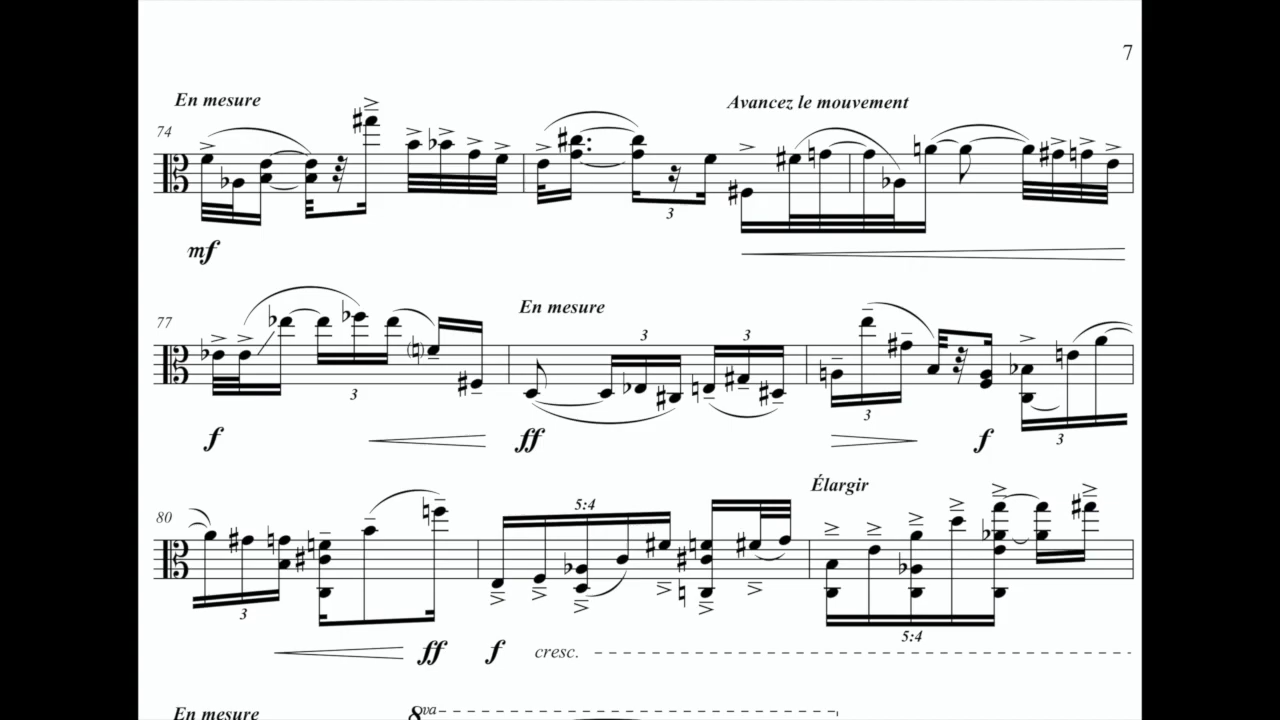 7
En mesure Avancez le mouvement
74
3
mf
En mesure
77
3 3
( )
3 3 3
f ff f
Élargir
80
5:4
3
5:4
ff f cresc.
En mesure 8va